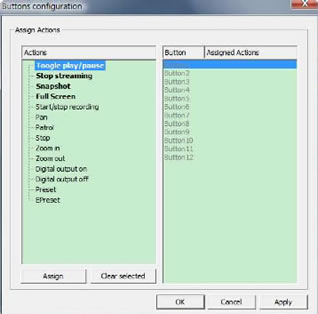 Buttons configuration
Assign Actions
Actions
Button
Assigned Actions
Toogle play/pause
Stop streaming
Snapshot
Full Screen
Start/stop recording
Pan
Patrol
Stop
Zoom in
Zoom out
Digital output on
Digital output off
Preset
EPreset
Button2
Button3
Button4
Button5
Button6
Button7
Button8
Button9
Button10
Button11
Button12
Assign
Clear selected
OK
Cancel
Apply